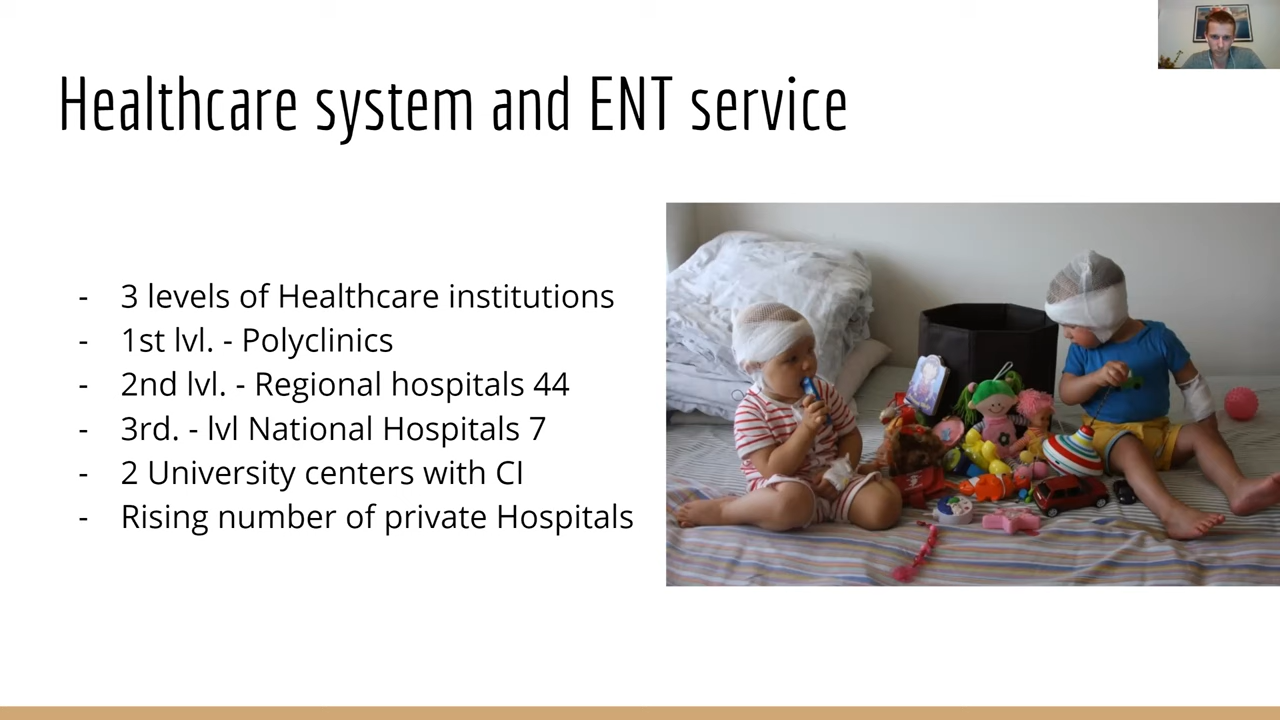 Healthcare system and ENT service
- 3 levels of Healthcare institutions
- 1st lvl. - Polyclinics
- 2nd lvl. - Regional hospitals 44
- 3rd. - lvl National Hospitals 7
- 2 University centers with CI
- Rising number of private Hospitals